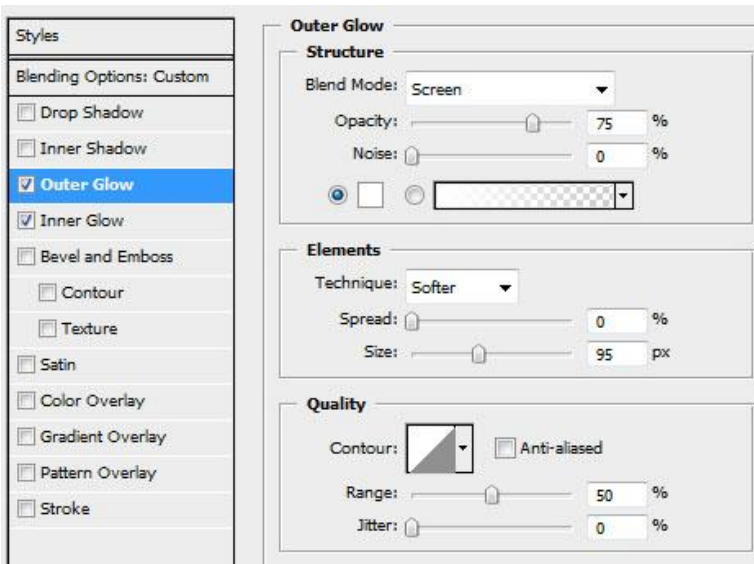 Styles
Blending Options: Custom
Drop Shadow
Inner Shadow
Outer Glow
Inner Glow
Bevel and Emboss
Contour
Texture
Satin
Color Overlay
Gradient Overlay
Pattern Overlay
Stroke
Outer Glow
Structure
Blend Mode: Screen
Opacity: 75 %
Noise: 0 %
Elements
Technique: Softer
Spread: 0 %
Size: 95 px
Quality
Contour: Anti-aliased
Range: 50 %
Jitter: 0 %